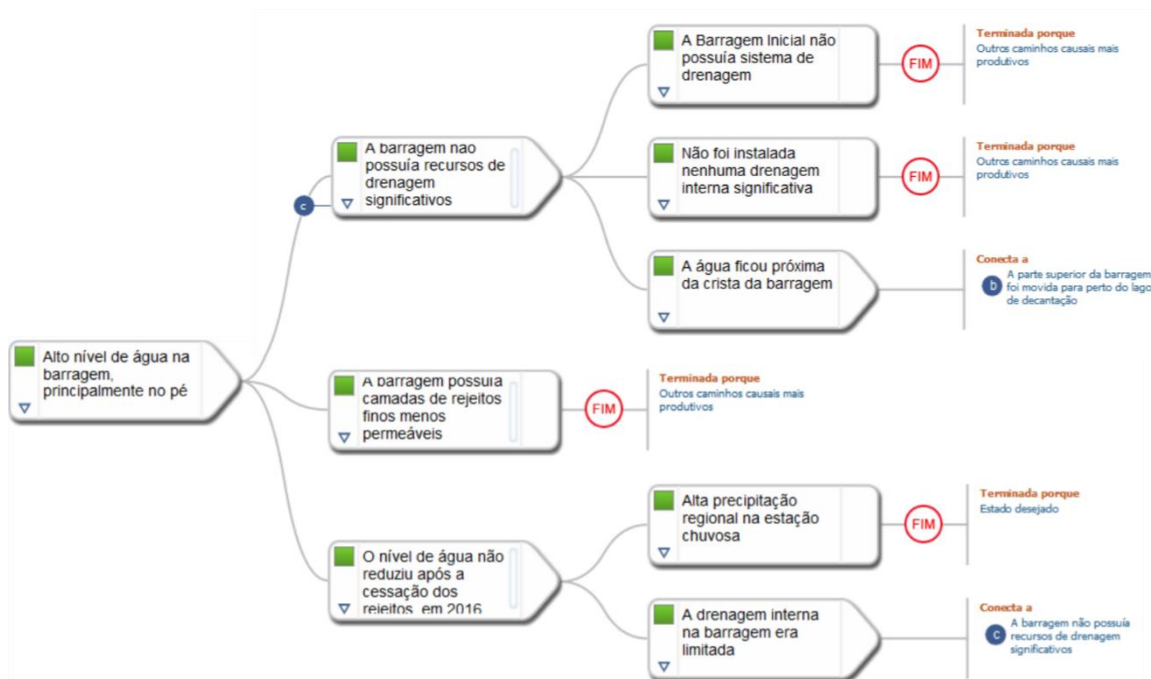 A Barragem Inicial não
possuía sistema de
drenagem
FIM
Terminada porque
Outros caminhos causais mais
produtivos
A barragem nao
possuía recursos de
drenagem
significativos
c
Não foi instalada
nenhuma drenagem
interna significativa
FIM
Terminada porque
Outros caminhos causais mais
produtivos
A água ficou próxima
da crista da barragem
Conecta a
b
A parte superior da barragem
foi movida para perto do lago
de decantação
Alto nível de água na
barragem,
principalmente no pé
A barragem possuía
camadas de rejeitos
finos menos
permeáveis
FIM
Terminada porque
Outros caminhos causais mais
produtivos
O nível de água não
reduziu após a
cessação dos
rejeitos, em 2016
Alta precipitação
regional na estação
chuvosa
FIM
Terminada porque
Estado desejado
A drenagem interna
na barragem era
limitada
Conecta a
c
A barragem não possuía
recursos de drenagem
significativos